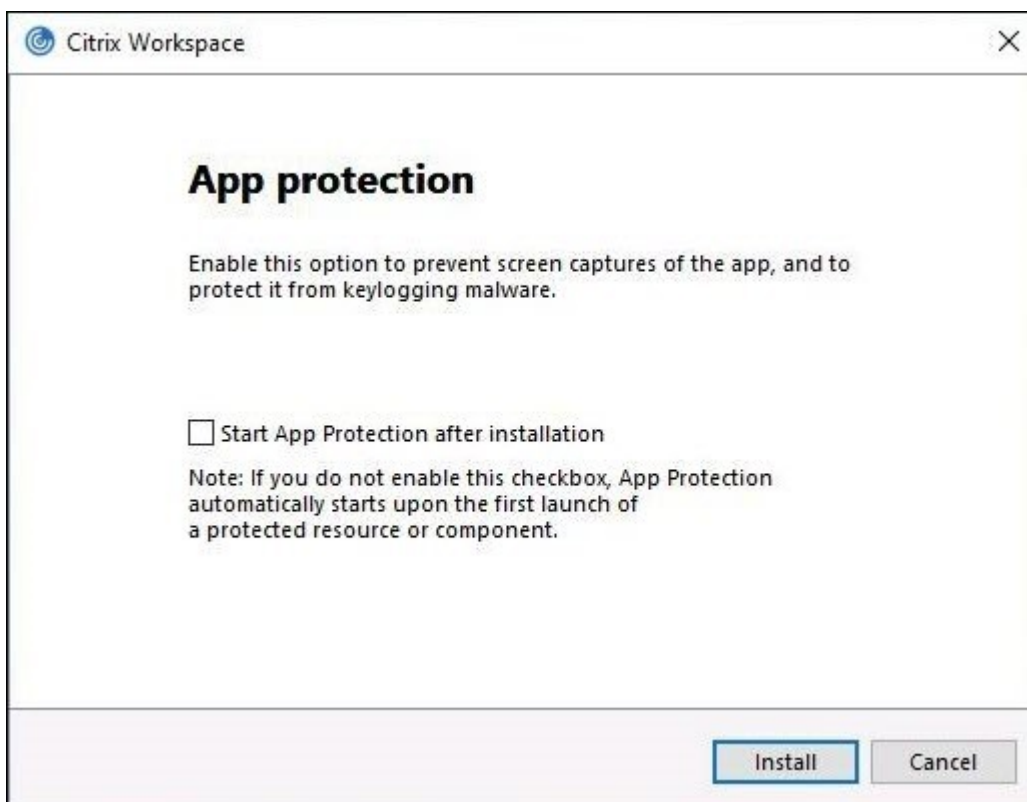 Citrix Workspace
App protection
Enable this option to prevent screen captures of the app, and to
protect it from keylogging malware.
Start App Protection after installation
Note: If you do not enable this checkbox, App Protection
automatically starts upon the first launch of
a protected resource or component.
Install Cancel